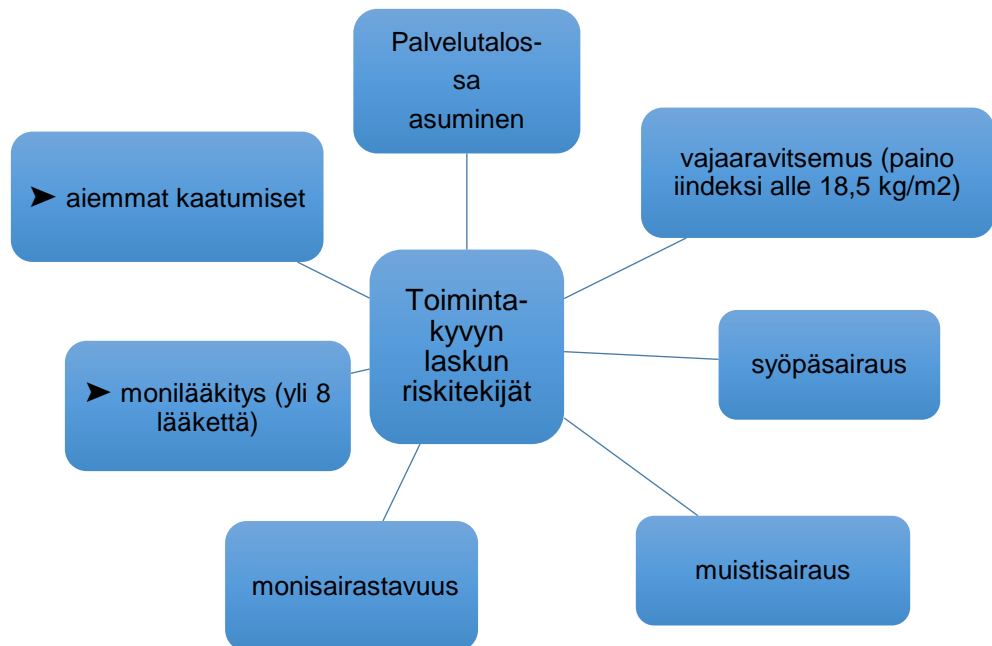 Palvelutalos-
sa
asuminen
vajaaravitsemus (paino
iindeksi alle 18,5 kg/m2)
➤ aiemmat kaatumiset
Toiminta-
kyvyn
laskun
riskitekijät
syöpäsairaus
➤ monilääkitys (yli 8
lääkettä)
muistisairaus
monisairastavuus